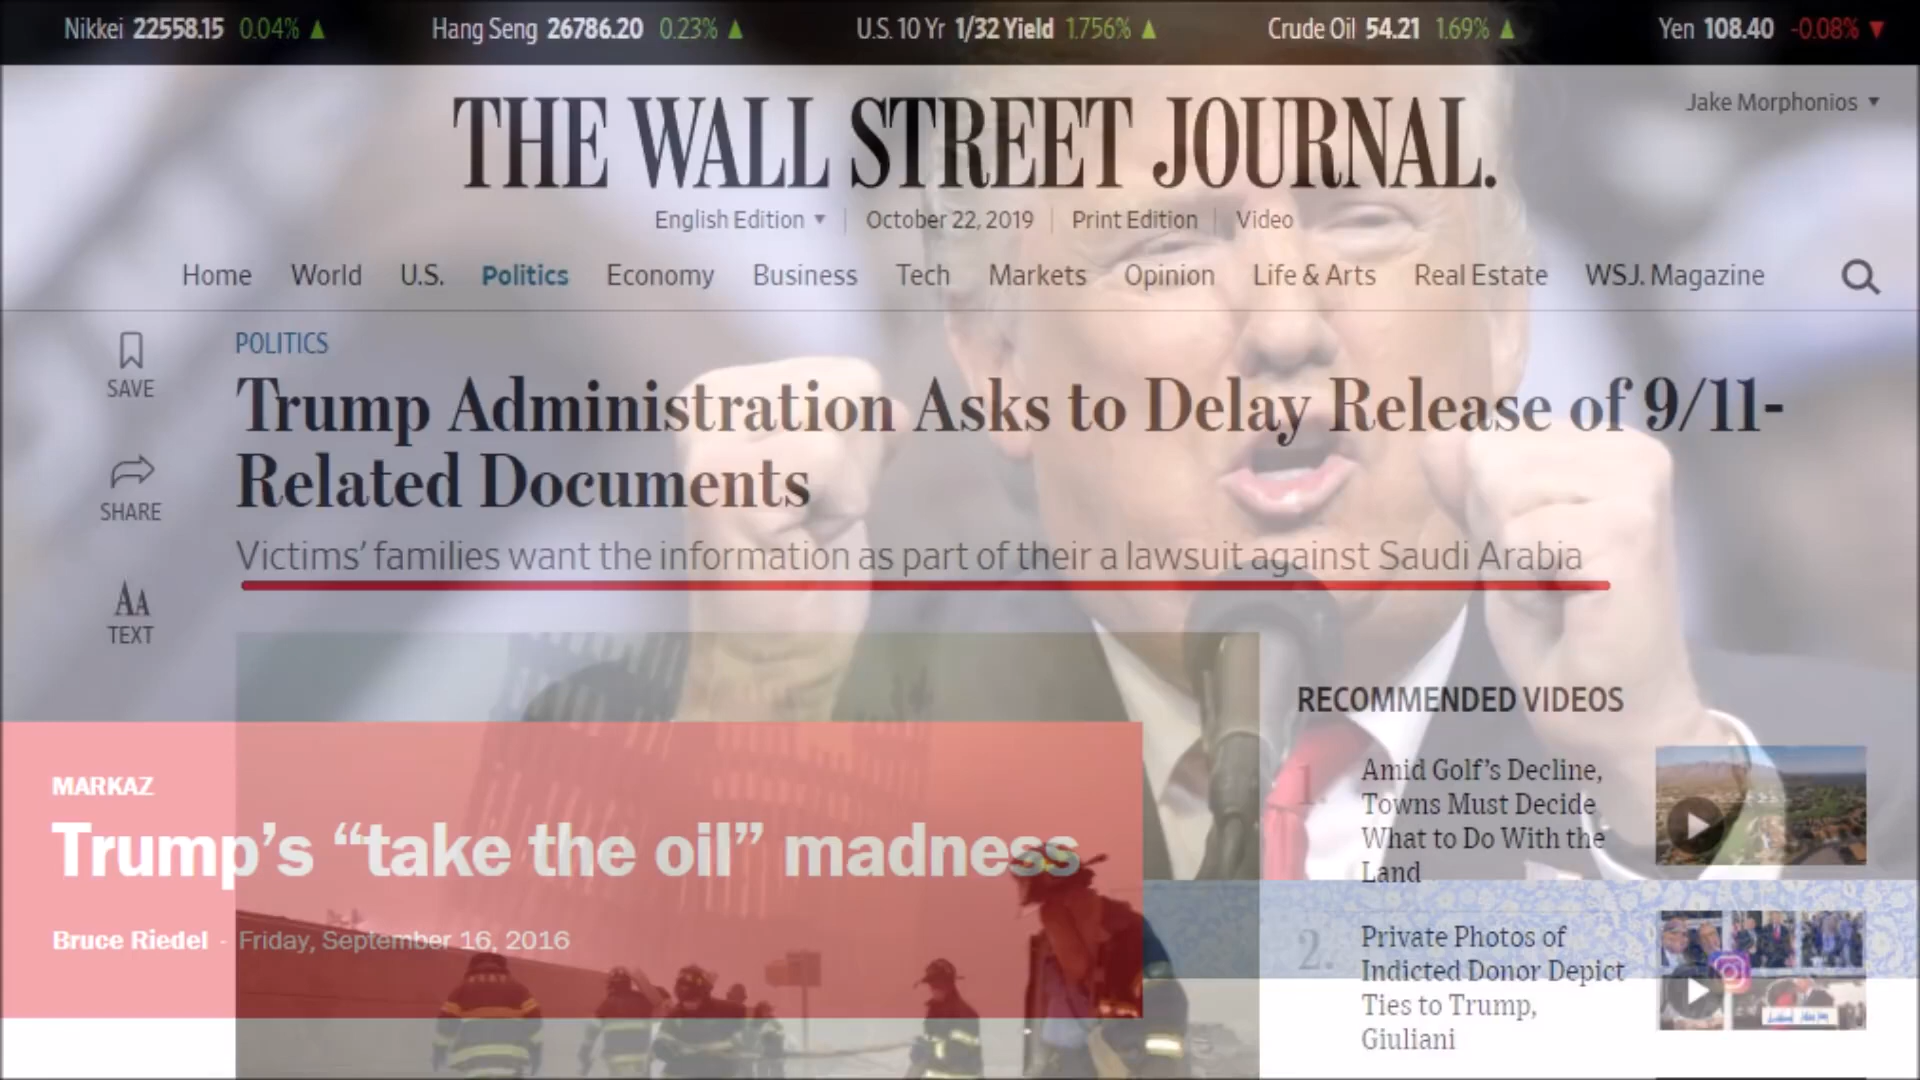 Nikkei 22558.15 0.04% ▲ Hang Seng 26786.20 0.23% ▲ U.S. 10 Yr 1/32 Yield 1.756% ▲ Crude Oil 54.21 1.69% ▲ Yen 108.40 -0.08% ▼
THE WALL STREET JOURNAL.
Jake Morphonios ▼
English Edition ▼ | October 22, 2019 | Print Edition | Video
Home World U.S. Politics Economy Business Tech Markets Opinion Life & Arts Real Estate WSJ. Magazine
POLITICS
SAVE
Trump Administration Asks to Delay Release of 9/11-
Related Documents
SHARE
Victims' families want the information as part of their a lawsuit against Saudi Arabia
AA
TEXT
RECOMMENDED VIDEOS
1. Amid Golf's Decline,
Towns Must Decide
What to Do With the
Land
2. Private Photos of
Indicted Donor Depict
Ties to Trump,
Giuliani
MARKAZ
Trump's “take the oil” madness
Bruce Riedel - Friday, September 16, 2016